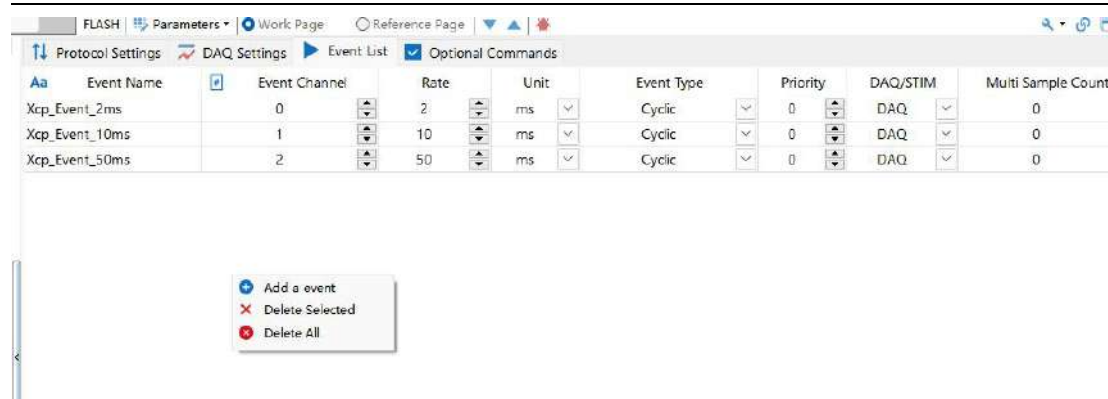 FLASH Parameters Work Page Reference Page
Protocol Settings DAQ Settings Event List Optional Commands
Aa Event Name # Event Channel Rate Unit Event Type Priority DAQ/STIM Multi Sample Count
Xcp_Event_2ms 0 2 ms Cyclic 0 DAQ 0
Xcp_Event_10ms 1 10 ms Cyclic 0 DAQ 0
Xcp_Event_50ms 2 50 ms Cyclic 0 DAQ 0
Add a event
Delete Selected
Delete All